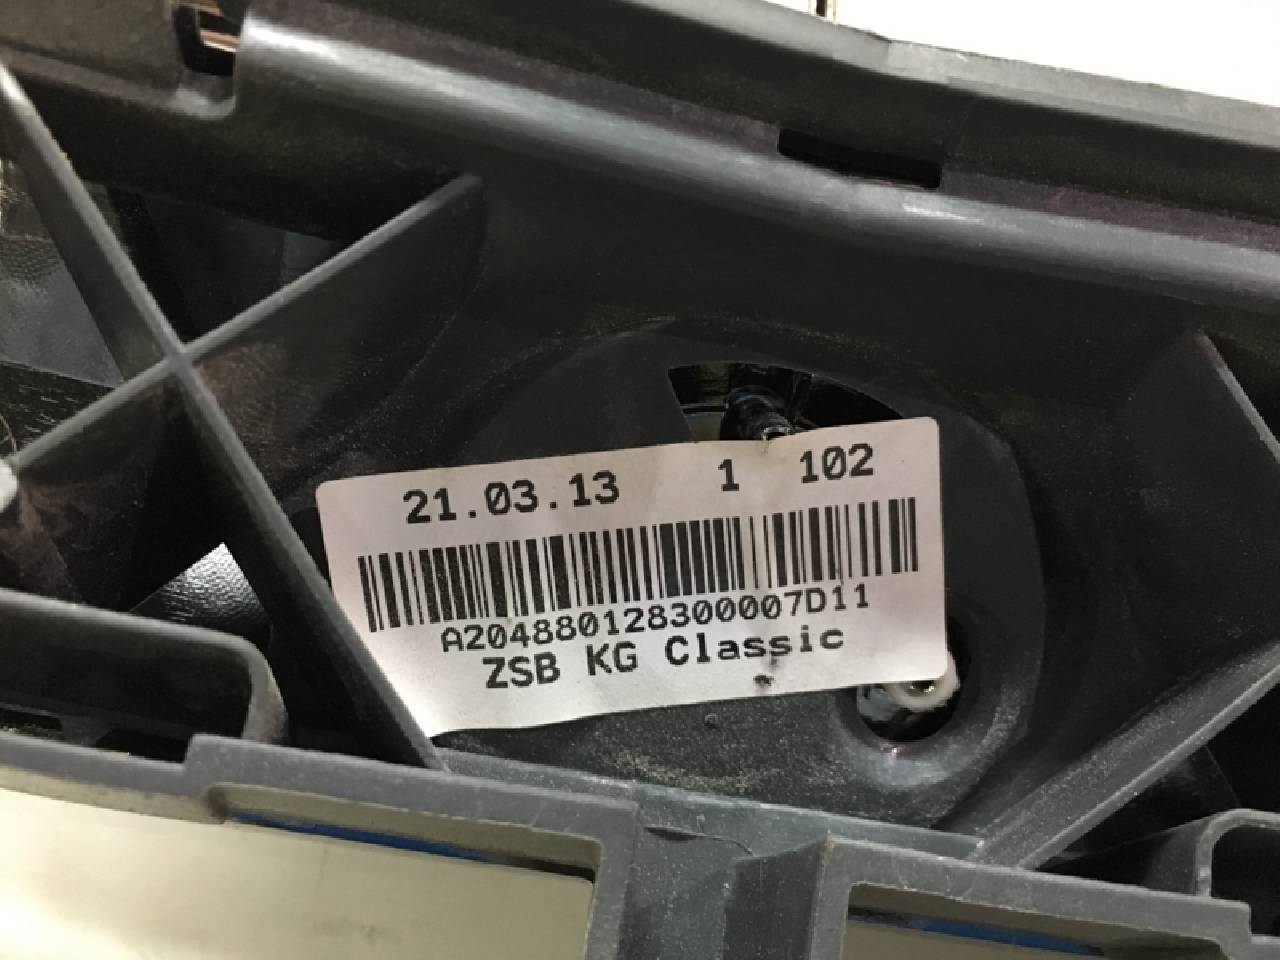 21.03.13 1 102
A204880128300007D11
ZSB KG Classic